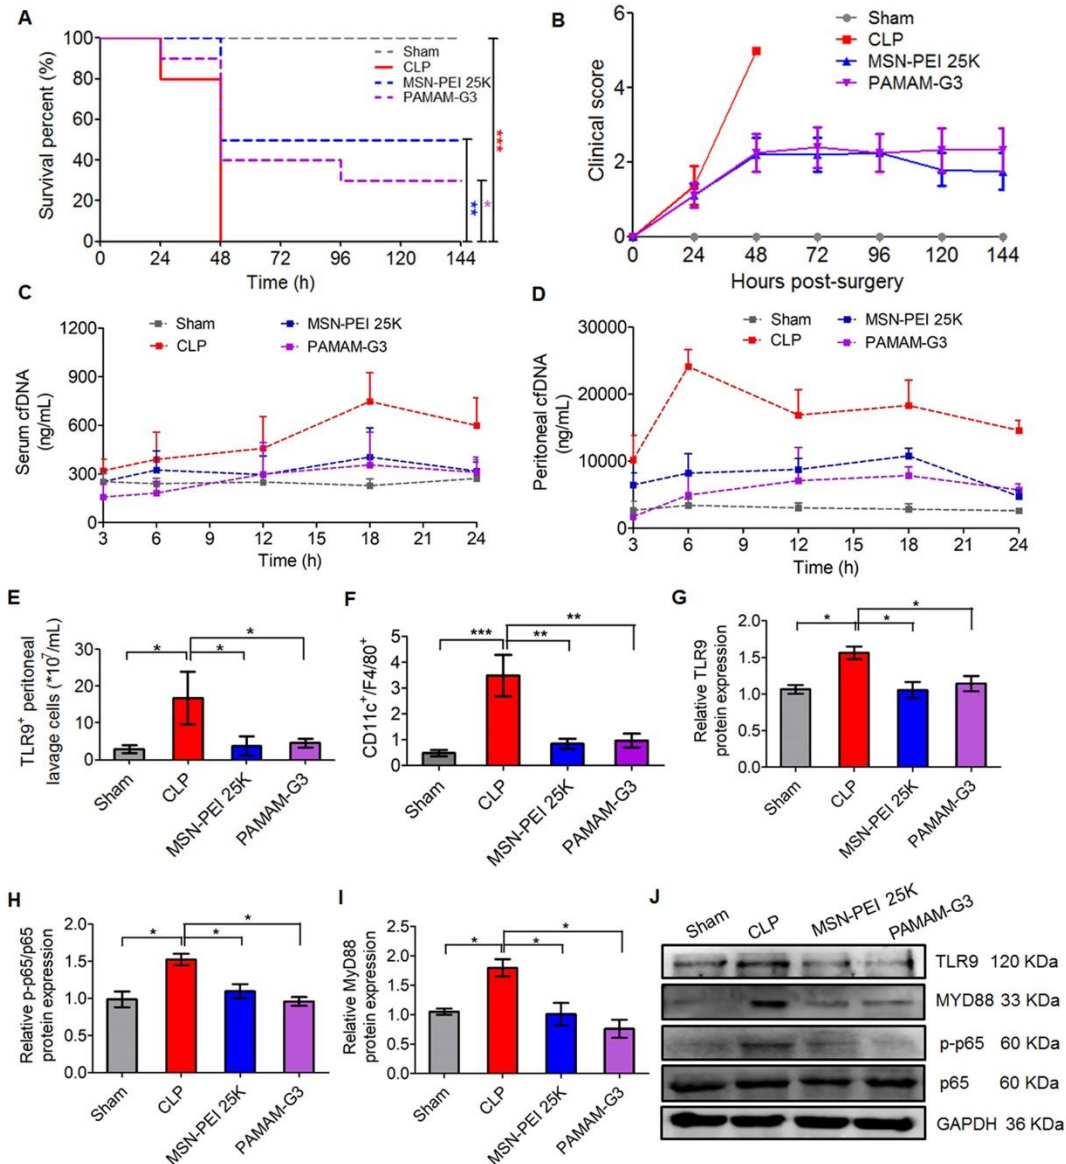 A
Survival percent (%)
100
80
60
40
20
0
0 24 48 72 96 120 144
Time (h)
Sham
CLP
MSN-PEI 25K
PAMAM-G3
***
**
*
B
Clinical score
6
4
2
0
0 24 48 72 96 120 144
Hours post-surgery
Sham
CLP
MSN-PEI 25K
PAMAM-G3
C
Serum cfDNA
(ng/mL)
1200
900
600
300
0
3 6 9 12 15 18 21 24
Time (h)
Sham
CLP
MSN-PEI 25K
PAMAM-G3
D
Peritoneal cfDNA
(ng/mL)
30000
20000
10000
0
3 6 9 12 15 18 21 24
Time (h)
Sham
CLP
MSN-PEI 25K
PAMAM-G3
E
TLR9+ peritoneal
lavage cells (*10^7/mL)
30
20
10
0
* * *
Sham
CLP
MSN-PEI 25K
PAMAM-G3
F
CD11c+/F4/80+
5
4
3
2
1
0
*** ** **
Sham
CLP
MSN-PEI 25K
PAMAM-G3
G
Relative TLR9
protein expression
2.0
1.5
1.0
0.5
0.0
* * *
Sham
CLP
MSN-PEI 25K
PAMAM-G3
H
Relative p-p65/p65
protein expression
2.0
1.5
1.0
0.5
0.0
* * *
Sham
CLP
MSN-PEI 25K
PAMAM-G3
I
Relative MyD88
protein expression
2.5
2.0
1.5
1.0
0.5
0.0
* * *
Sham
CLP
MSN-PEI 25K
PAMAM-G3
J
Sham CLP MSN-PEI 25K PAMAM-G3
TLR9 120 KDa
MYD88 33 KDa
p-p65 60 KDa
p65 60 KDa
GAPDH 36 KDa